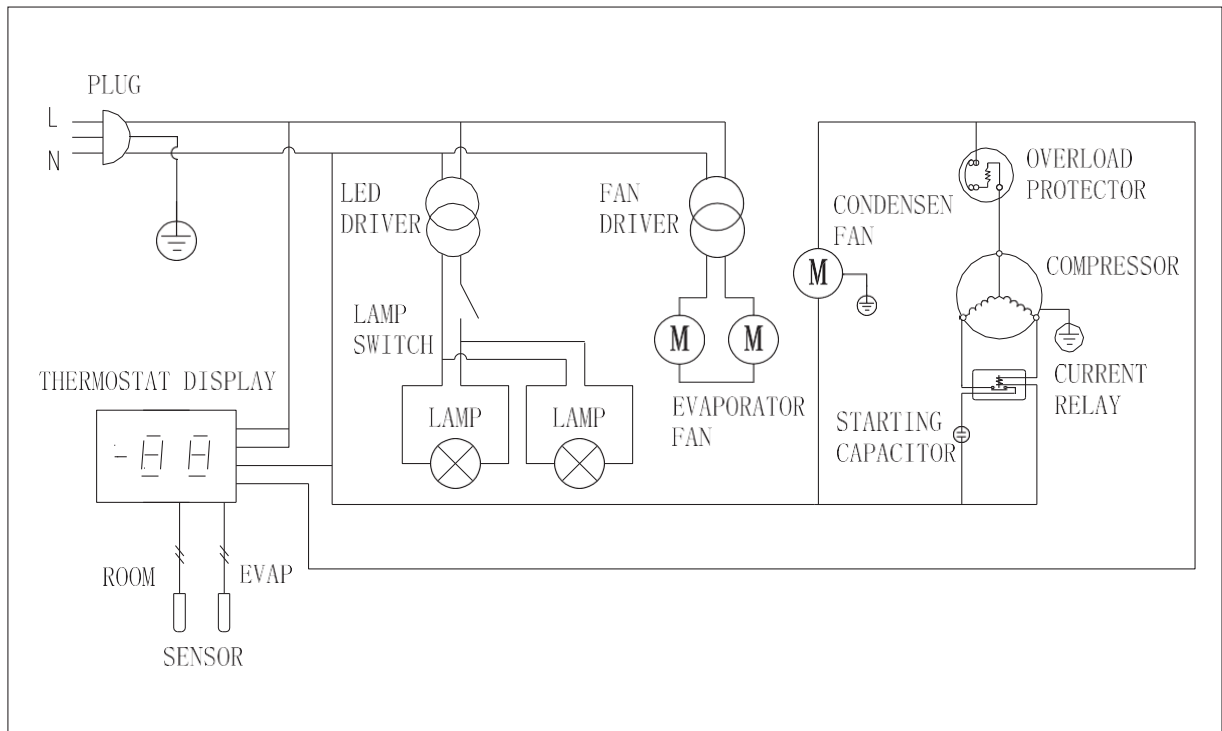 PLUG
L
N
LED
DRIVER
FAN
DRIVER
CONDENSEN
FAN
M
OVERLOAD
PROTECTOR
COMPRESSOR
LAMP
SWITCH
M
M
EVAPORATOR
FAN
CURRENT
RELAY
STARTING
CAPACITOR
THERMOSTAT DISPLAY
-88
LAMP
LAMP
ROOM
EVAP
SENSOR